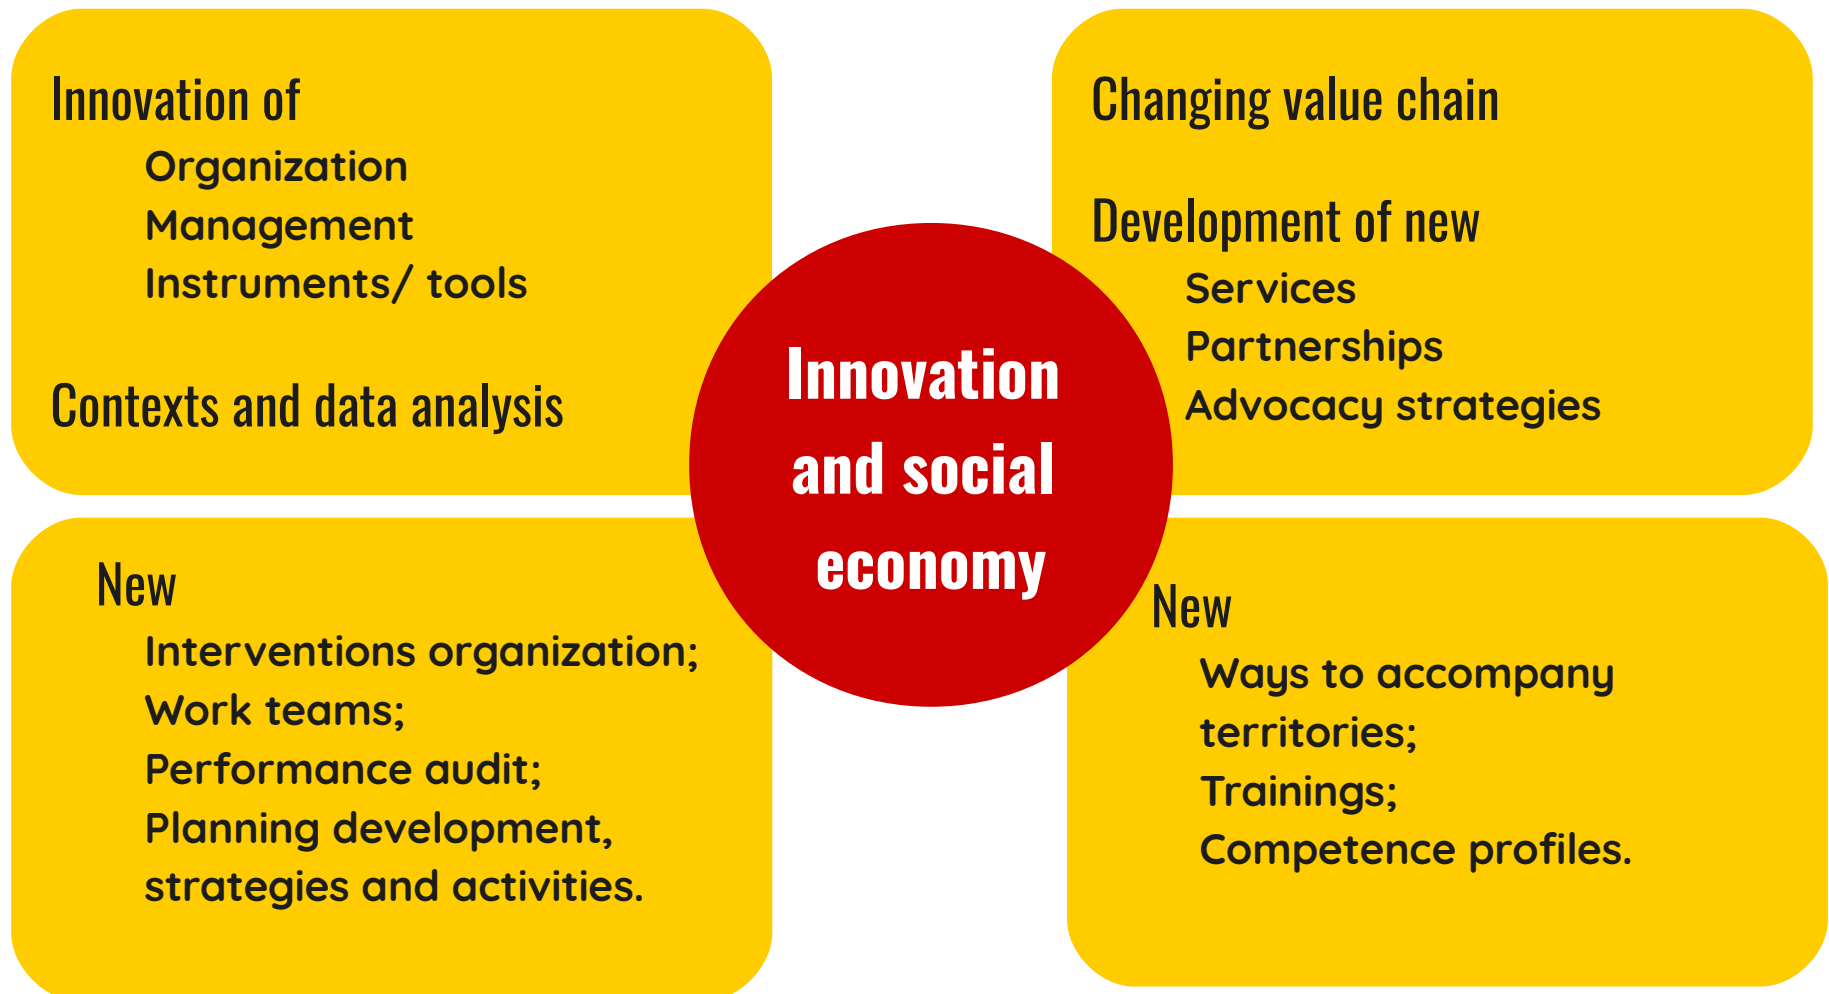 Innovation of
Organization
Management
Instruments/ tools
Contexts and data analysis
Changing value chain
Development of new
Services
Partnerships
Advocacy strategies
Innovation
and social
economy
New
Interventions organization;
Work teams;
Performance audit;
Planning development,
strategies and activities.
New
Ways to accompany
territories;
Trainings;
Competence profiles.